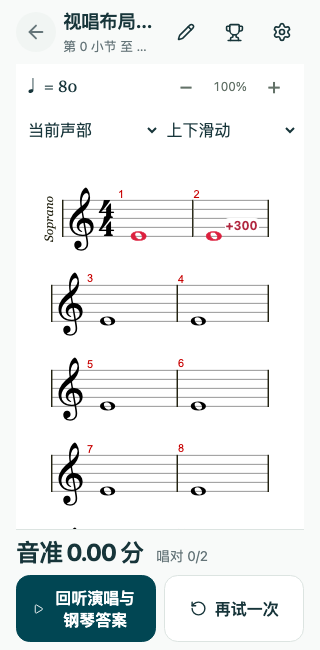 视唱布局...
第 0 小节 至 ...
= 80
100%
当前声部
上下滑动
Soprano
4
4
1
2
+300
3
4
5
6
7
8
音准 0.00 分
唱对 0/2
回听演唱与
钢琴答案
再试一次